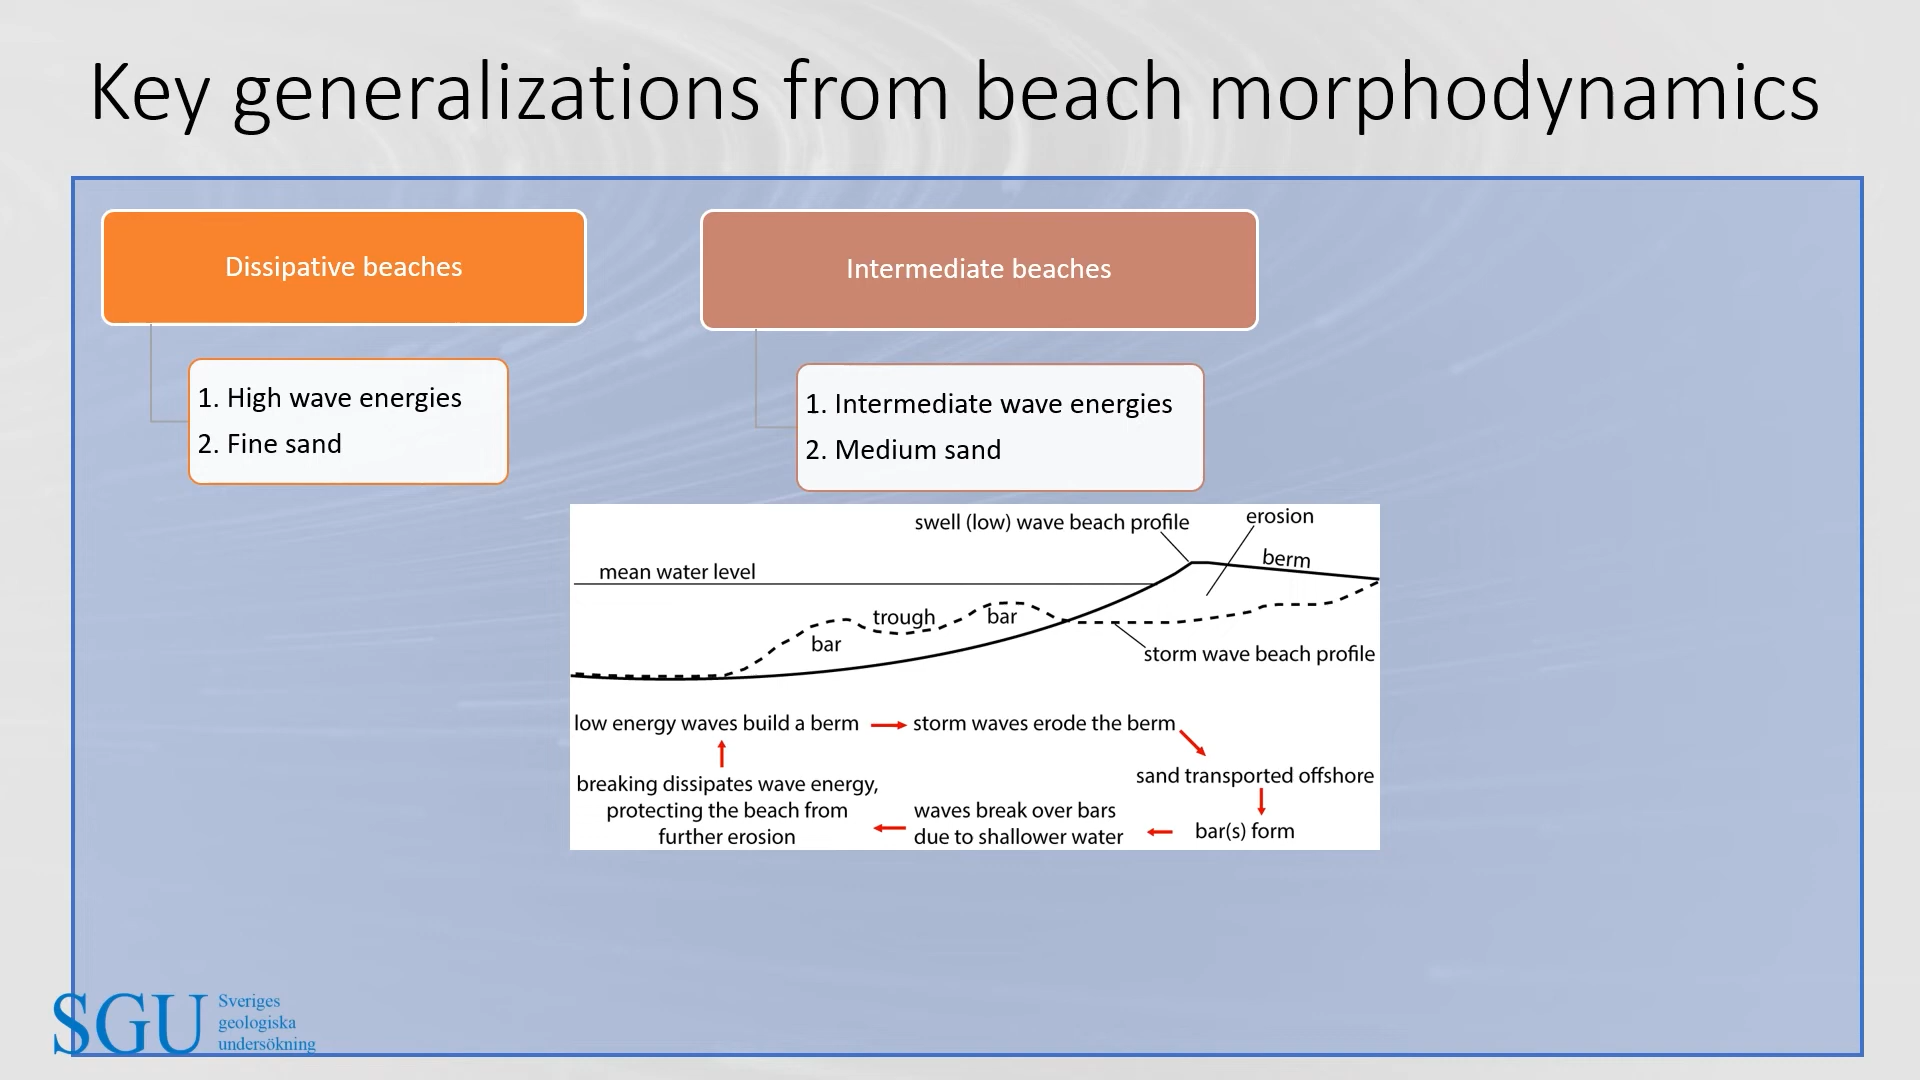 Key generalizations from beach morphodynamics
Dissipative beaches
1. High wave energies
2. Fine sand
Intermediate beaches
1. Intermediate wave energies
2. Medium sand
swell (low) wave beach profile
erosion
berm
mean water level
trough
bar
bar
storm wave beach profile
low energy waves build a berm
storm waves erode the berm
sand transported offshore
bar(s) form
waves break over bars
due to shallower water
breaking dissipates wave energy,
protecting the beach from
further erosion
SGU
Sveriges
geologiska
undersökning